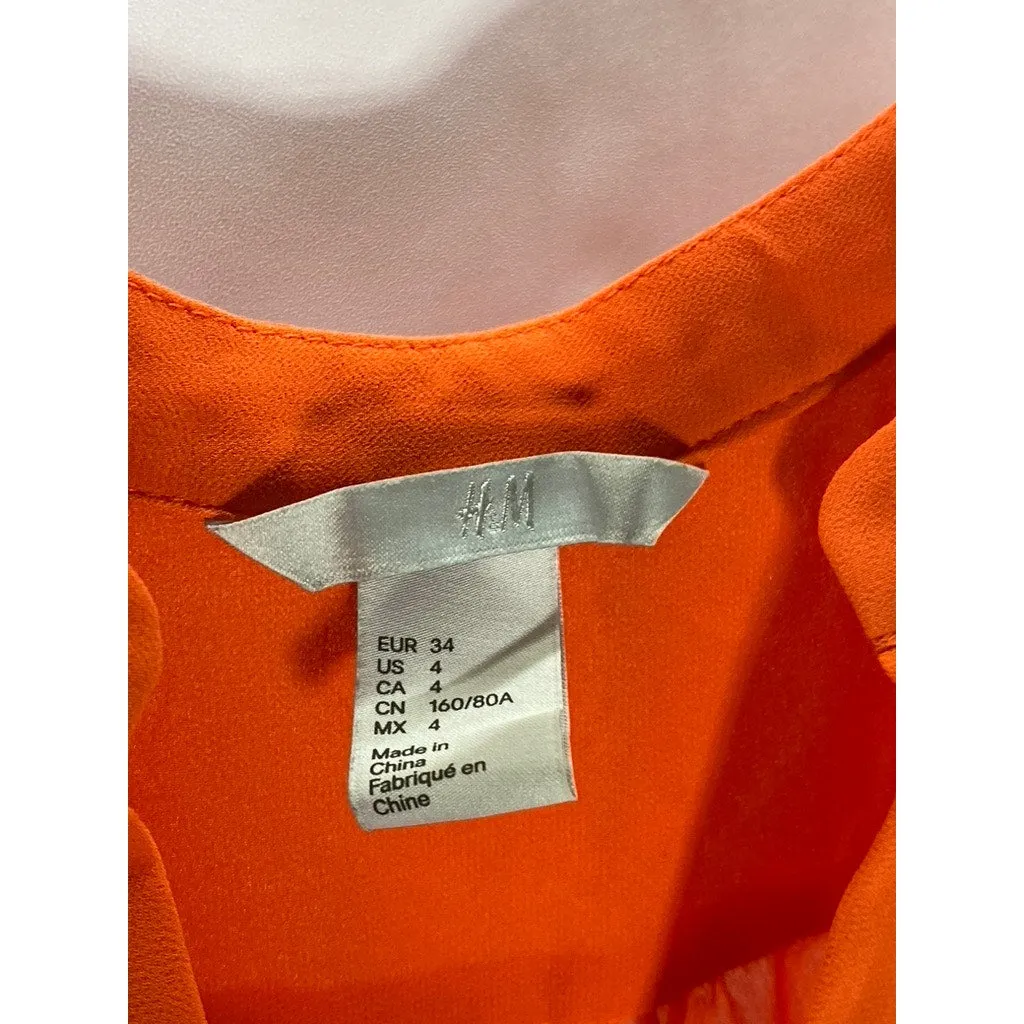 H&M
EUR 34
US 4
CA 4
CN 160/80A
MX 4
Made in
China
Fabriqué en
Chine